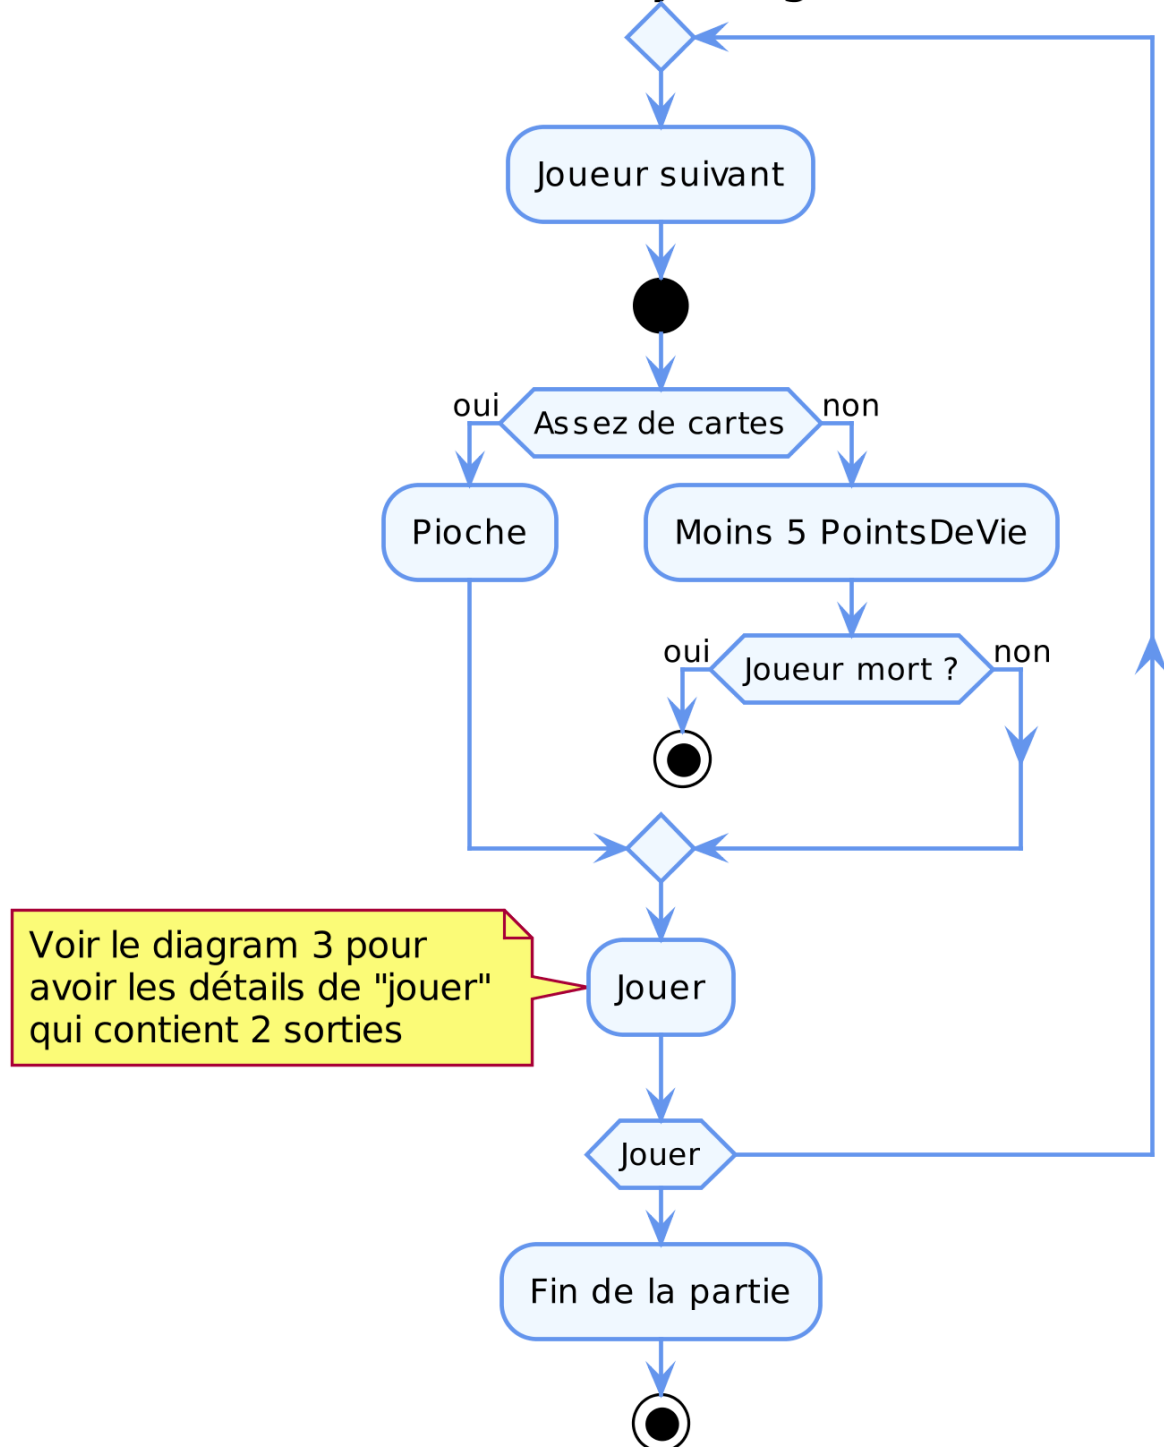 Joueur suivant
Assez de cartes
oui
non
Pioche
Moins 5 PointsDeVie
Joueur mort ?
oui
non
Voir le diagram 3 pour
avoir les détails de "jouer"
qui contient 2 sorties
Jouer
Jouer
Fin de la partie